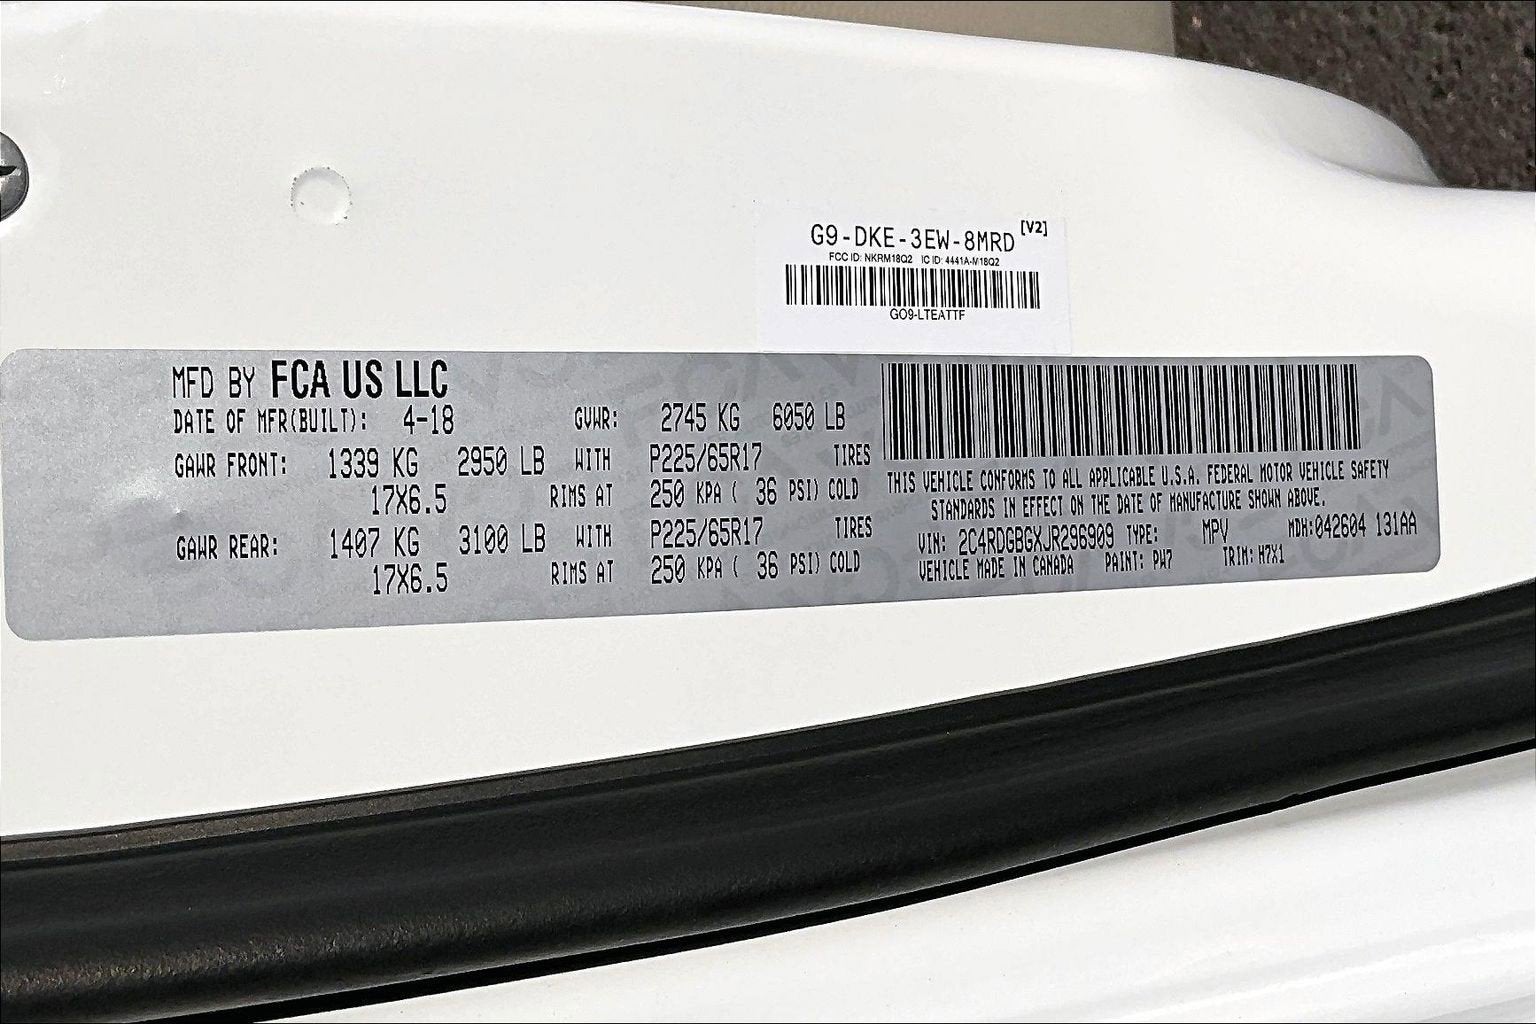 G9-DKE-3EW-8MRD [V2]
FCC ID: NKRM18Q2 IC ID: 4441A-M18Q2
GO9-LTEATTF
MFD BY FCA US LLC
DATE OF MFR(BUILT): 4-18 GVWR: 2745 KG 6050 LB
GAWR FRONT: 1339 KG 2950 LB WITH P225/65R17 TIRES
17X6.5 RIMS AT 250 KPA ( 36 PSI) COLD
GAWR REAR: 1407 KG 3100 LB WITH P225/65R17 TIRES
17X6.5 RIMS AT 250 KPA ( 36 PSI) COLD
THIS VEHICLE CONFORMS TO ALL APPLICABLE U.S.A. FEDERAL MOTOR VEHICLE SAFETY
STANDARDS IN EFFECT ON THE DATE OF MANUFACTURE SHOWN ABOVE.
VIN: 2C4RDGBGXJR296909 TYPE: MPV MDH:042604 131AA
VEHICLE MADE IN CANADA PAINT: PW7 TRIM: H7X1